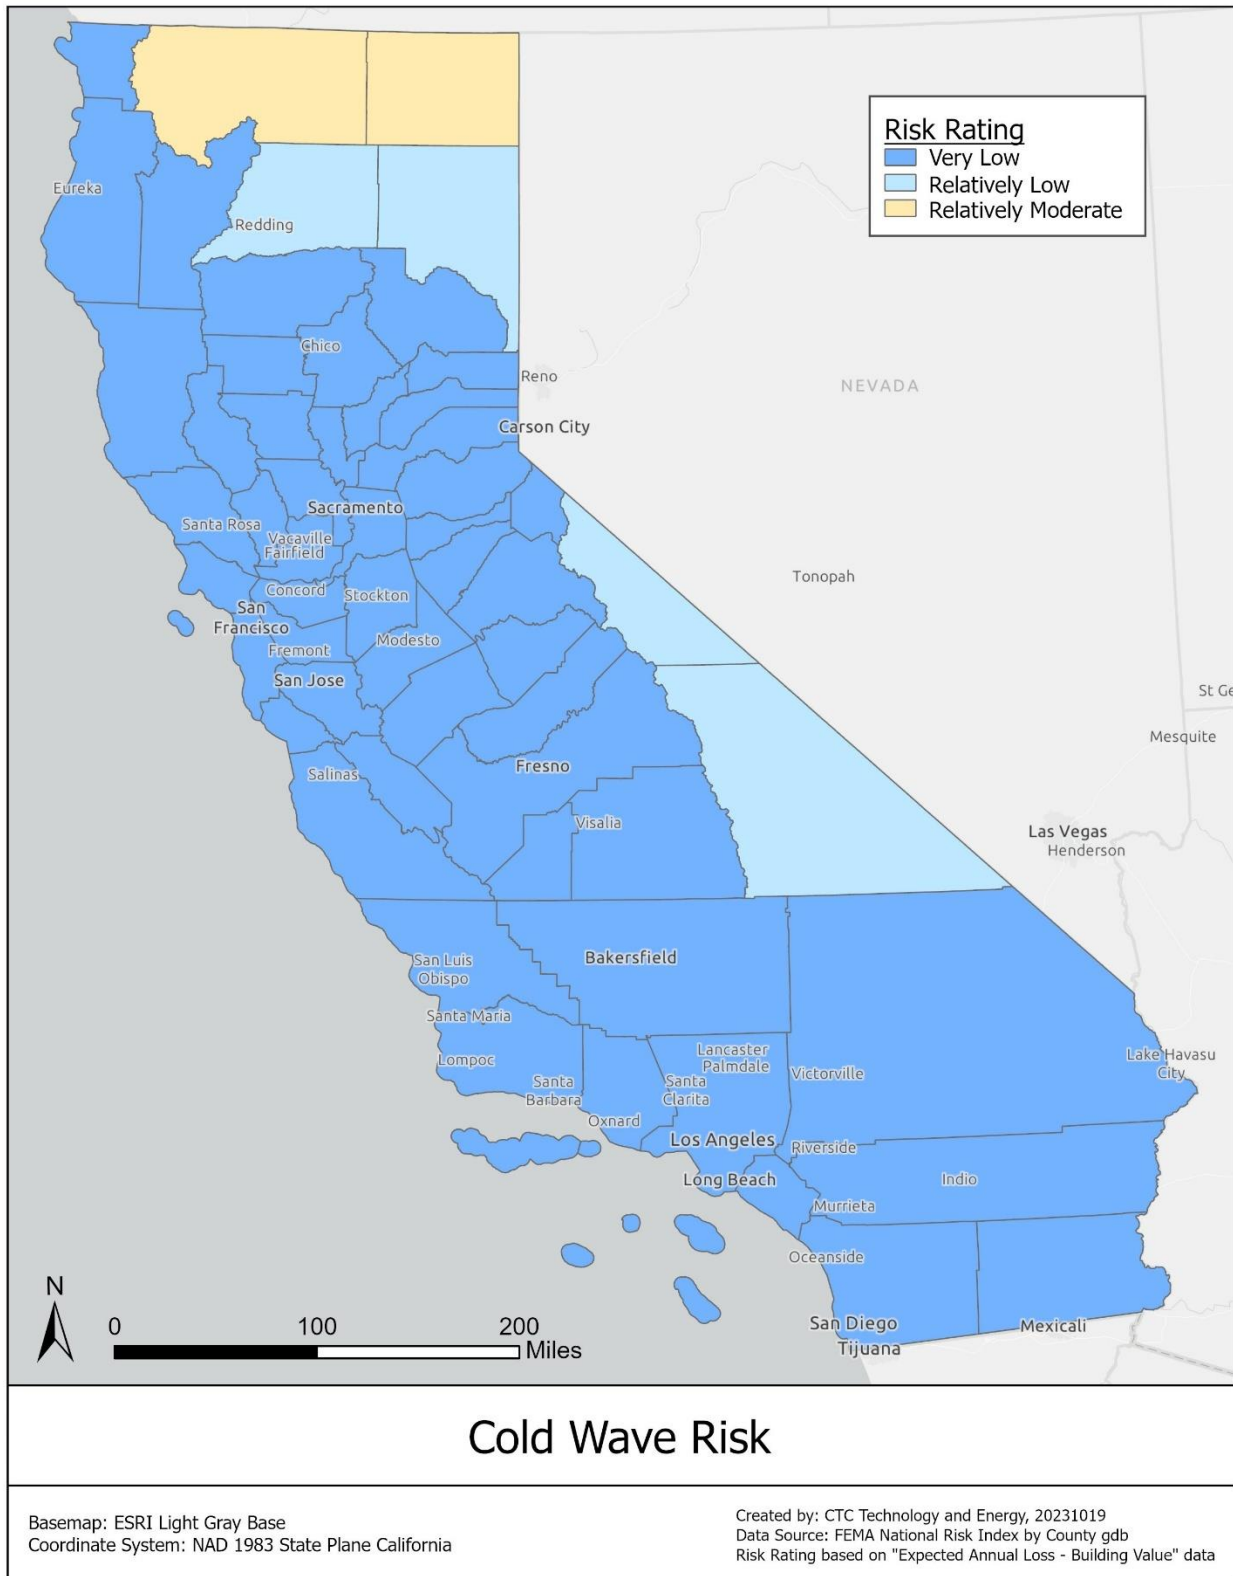 Risk Rating
Very Low
Relatively Low
Relatively Moderate
Eureka
Redding
Chico
Reno
NEVADA
Carson City
Sacramento
Santa Rosa
Vacaville
Fairfield
Tonopah
Concord
Stockton
San
Francisco
Modesto
Fremont
San Jose
St Ge
Mesquite
Fresno
Salinas
Visalia
Las Vegas
Henderson
Bakersfield
San Luis
Obispo
Santa Maria
Lompoc
Lancaster
Palmdale
Victorville
Lake Havasu
City
Santa
Barbara
Santa
Clarita
Oxnard
Los Angeles
Riverside
Long Beach
Indio
Murrieta
Oceanside
San Diego
Tijuana
Mexicali
N
0 100 200
Miles
Cold Wave Risk
Basemap: ESRI Light Gray Base
Coordinate System: NAD 1983 State Plane California
Created by: CTC Technology and Energy, 20231019
Data Source: FEMA National Risk Index by County gdb
Risk Rating based on "Expected Annual Loss - Building Value" data